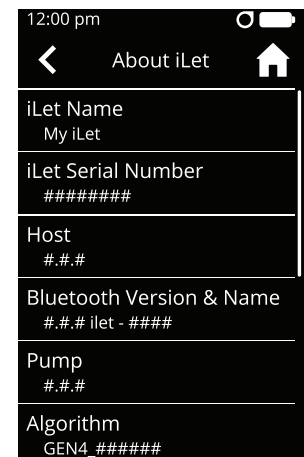 12:00 pm
About iLet
iLet Name
My iLet
iLet Serial Number
########
Host
#.#.#
Bluetooth Version & Name
#.#.# ilet - ####
Pump
#.#.#
Algorithm
GEN4_######